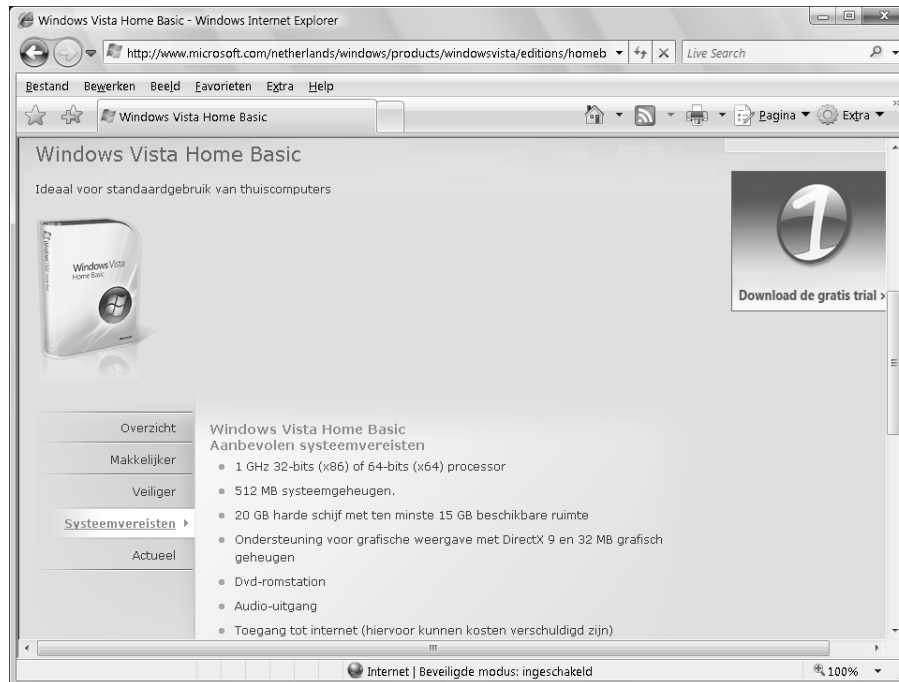 Windows Vista Home Basic - Windows Internet Explorer
http://www.microsoft.com/netherlands/windows/products/windowsvista/editions/homeb
Live Search
Bestand Bewerken Beeld Favorieten Extra Help
Windows Vista Home Basic
Pagina
Extra
Windows Vista Home Basic
Ideaal voor standaardgebruik van thuiscomputers
Windows Vista
Home Basic
1
Download de gratis trial ›
Overzicht
Makkelijker
Veiliger
Systeemvereisten
Actueel
Windows Vista Home Basic
Aanbevolen systeemvereisten
1 GHz 32-bits (x86) of 64-bits (x64) processor
512 MB systeemgeheugen.
20 GB harde schijf met ten minste 15 GB beschikbare ruimte
Ondersteuning voor grafische weergave met DirectX 9 en 32 MB grafisch
geheugen
Dvd-romstation
Audio-uitgang
Toegang tot internet (hiervoor kunnen kosten verschuldigd zijn)
Internet | Beveiligde modus: ingeschakeld
100%